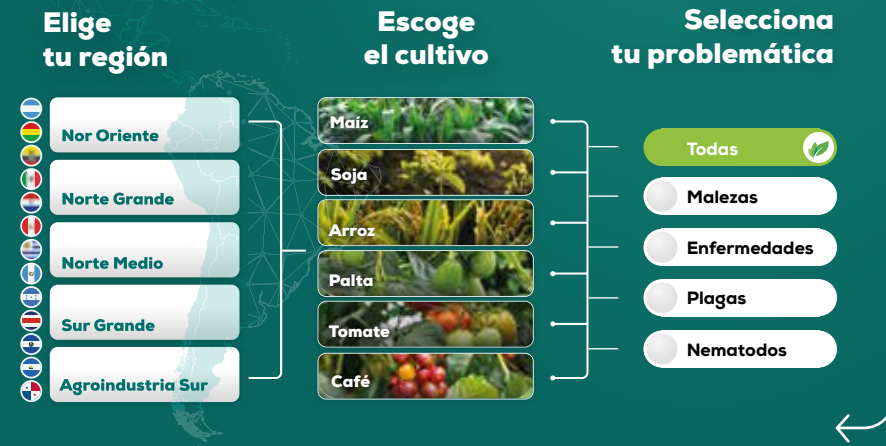 Elige
tu región
Escoge
el cultivo
Selecciona
tu problemática
Nor Oriente
Norte Grande
Norte Medio
Sur Grande
Agroindustria Sur
Maíz
Soja
Arroz
Palta
Tomate
Café
Todas
Malezas
Enfermedades
Plagas
Nematodos